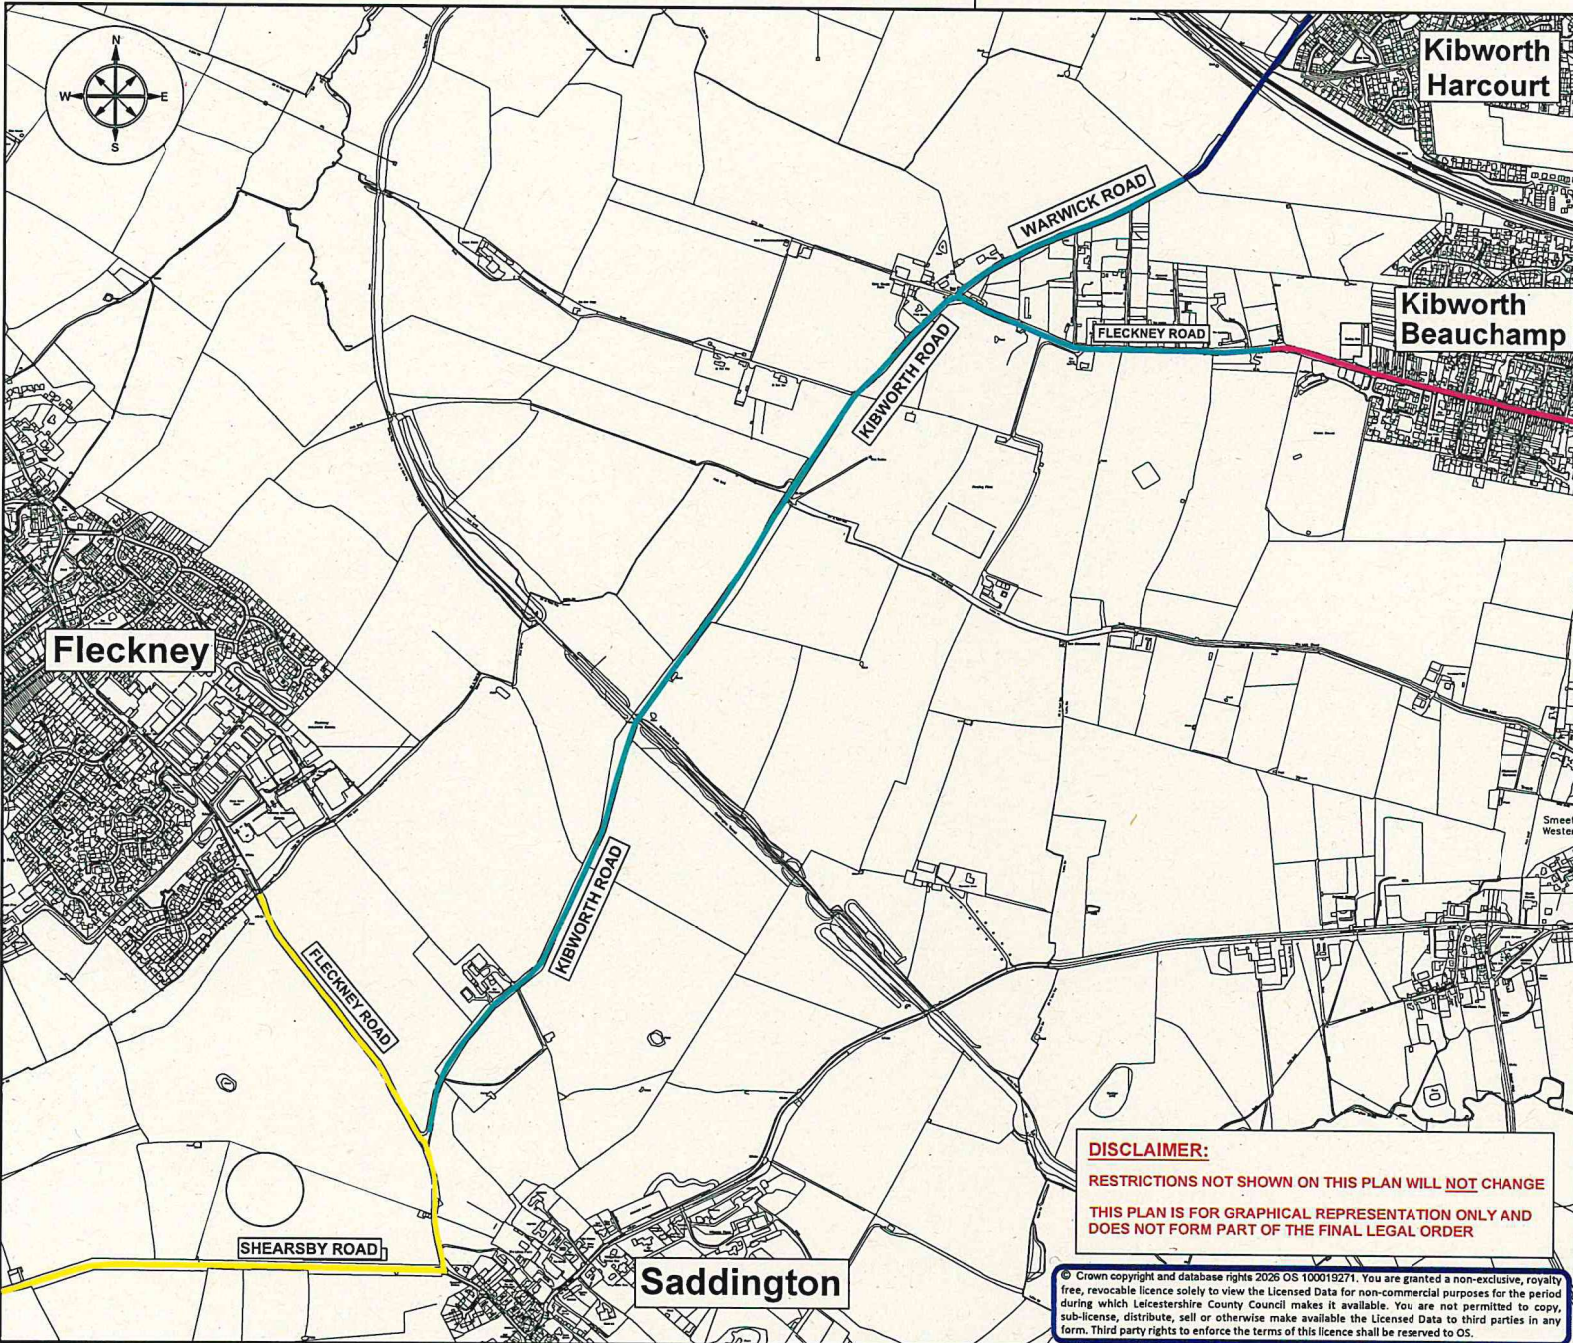 N
W
E
S
Kibworth
Harcourt
WARWICK ROAD
Kibworth
Beauchamp
FLECKNEY ROAD
KIBWORTH ROAD
Fleckney
KIBWORTH ROAD
FLECKNEY ROAD
SHEARSBY ROAD
Saddington
DISCLAIMER:
RESTRICTIONS NOT SHOWN ON THIS PLAN WILL NOT CHANGE
THIS PLAN IS FOR GRAPHICAL REPRESENTATION ONLY AND
DOES NOT FORM PART OF THE FINAL LEGAL ORDER
© Crown copyright and database rights 2026 OS 100019271. You are granted a non-exclusive, royalty
free, revocable licence solely to view the Licensed Data for non-commercial purposes for the period
during which Leicestershire County Council makes it available. You are not permitted to copy,
sub-license, distribute, sell or otherwise make available the Licensed Data to third parties in any
form. Third party rights to enforce the terms of this licence shall be reserved to OS.